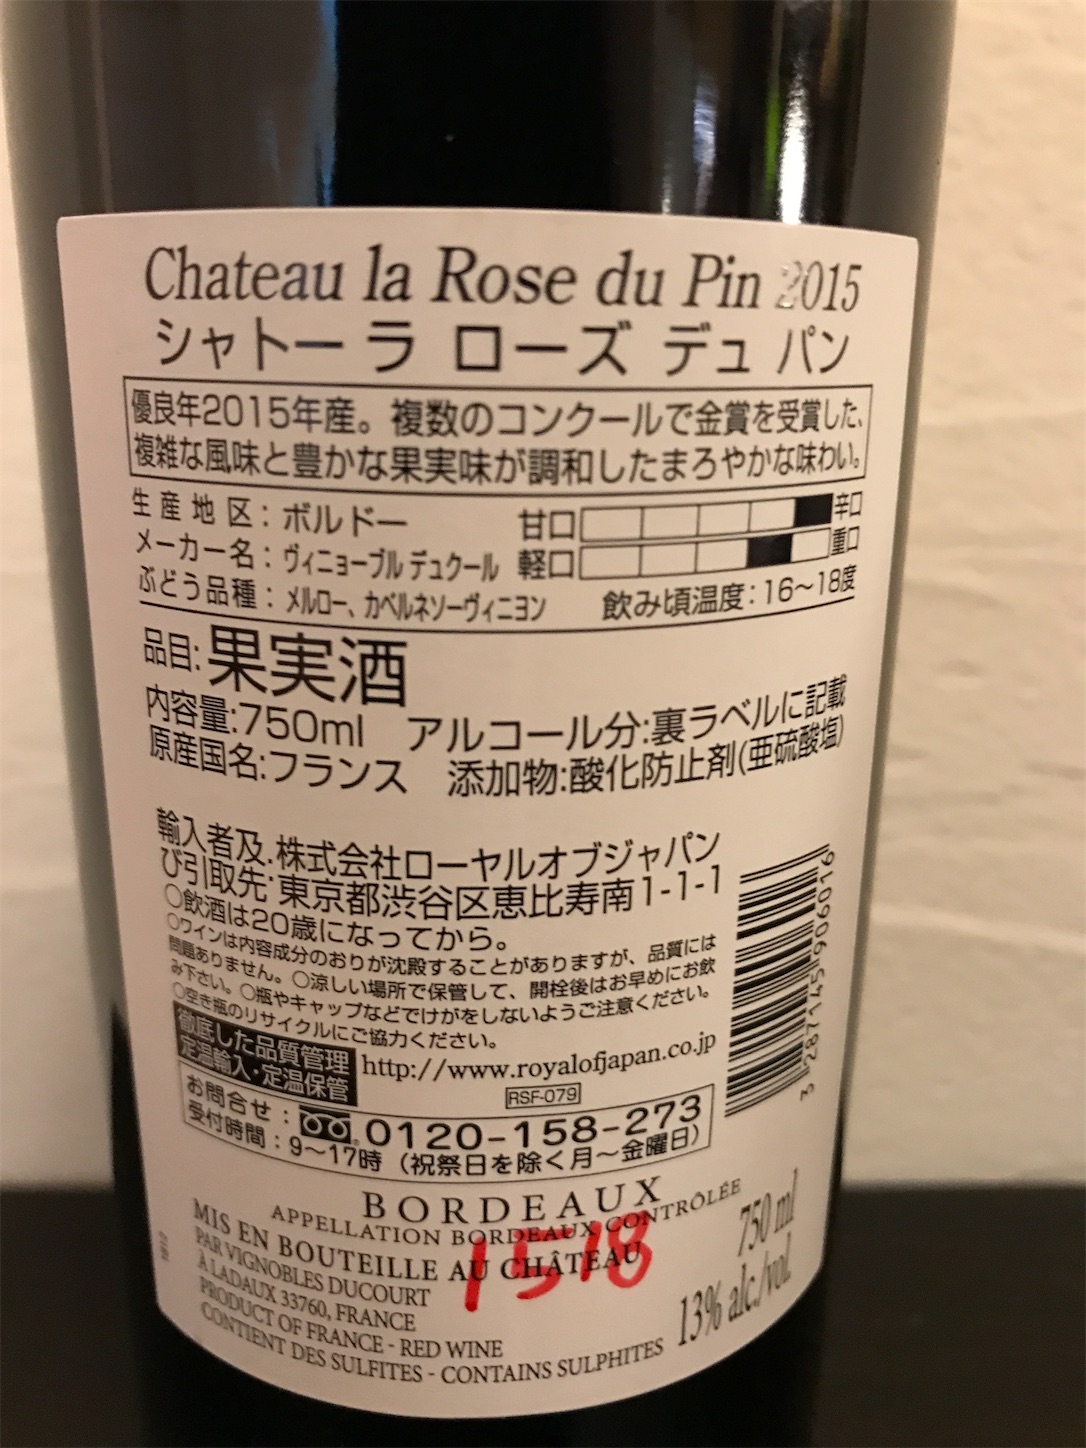 Chateau la Rose du Pin 2015
シャトー ラ ローズ デュ パン
優良年2015年産。複数のコンクールで金賞を受賞した、
複雑な風味と豊かな果実味が調和したまろやかな味わい。
生産地区：ボルドー 甘口 辛口
メーカー名：ヴィニョーブル デュクール 軽口 重口
ぶどう品種：メルロー、カベルネソーヴィニヨン 飲み頃温度：16〜18度
品目:果実酒
内容量:750ml アルコール分:裏ラベルに記載
原産国名:フランス 添加物:酸化防止剤(亜硫酸塩)
輸入者及.株式会社ローヤルオブジャパン
び引取先:東京都渋谷区恵比寿南1-1-1
○飲酒は20歳になってから。
○ワインは内容成分のおりが沈殿することがありますが、品質には
問題ありません。○涼しい場所で保管して、開栓後はお早めにお飲
み下さい。○瓶やキャップなどでけがをしないようご注意ください。
○空き瓶のリサイクルにご協力ください。
徹底した品質管理
定温輸入・定温保管
http://www.royalofjapan.co.jp
RSF-079
お問合せ：0120-158-273
受付時間：9〜17時（祝祭日を除く月〜金曜日）
3 287145 906016
BORDEAUX
APPELLATION BORDEAUX CONTRÔLÉE
MIS EN BOUTEILLE AU CHÂTEAU
PAR VIGNOBLES DUCOURT
À LADAUX 33760, FRANCE
PRODUCT OF FRANCE - RED WINE
CONTIENT DES SULFITES - CONTAINS SULPHITES
750 ml
13% alc./vol.
1518